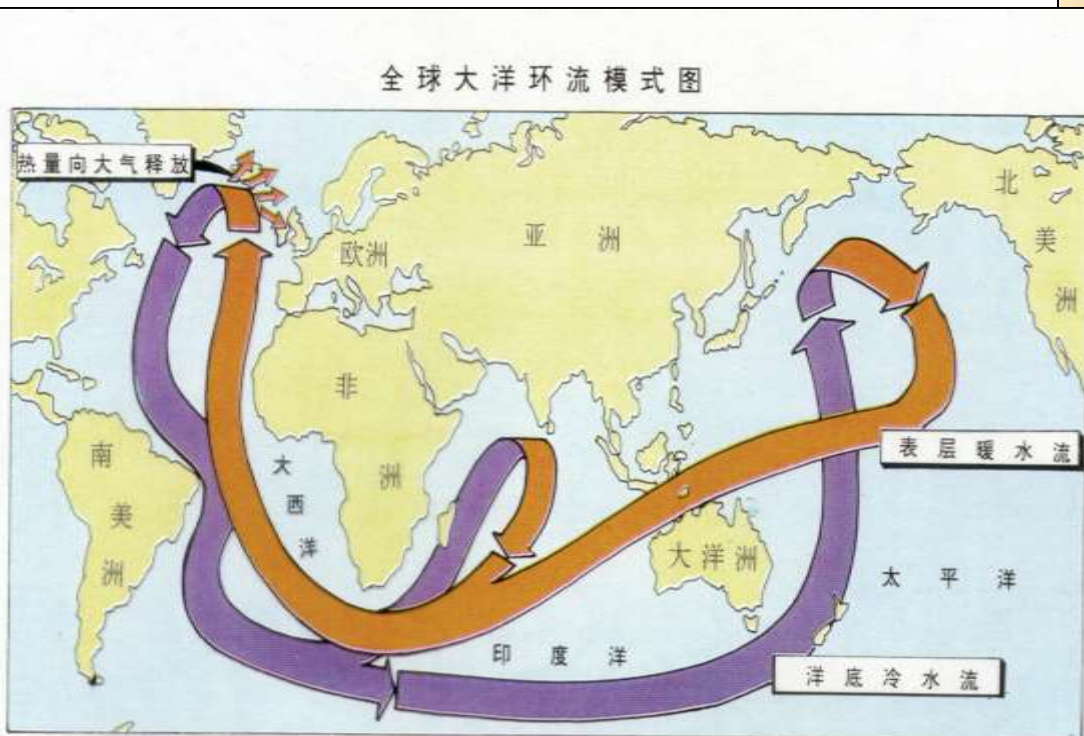 全球大洋环流模式图
热量向大气释放
北美洲
亚洲
欧洲
非洲
南美洲
表层暖水流
大西洋
大洋洲
太平洋
印度洋
洋底冷水流